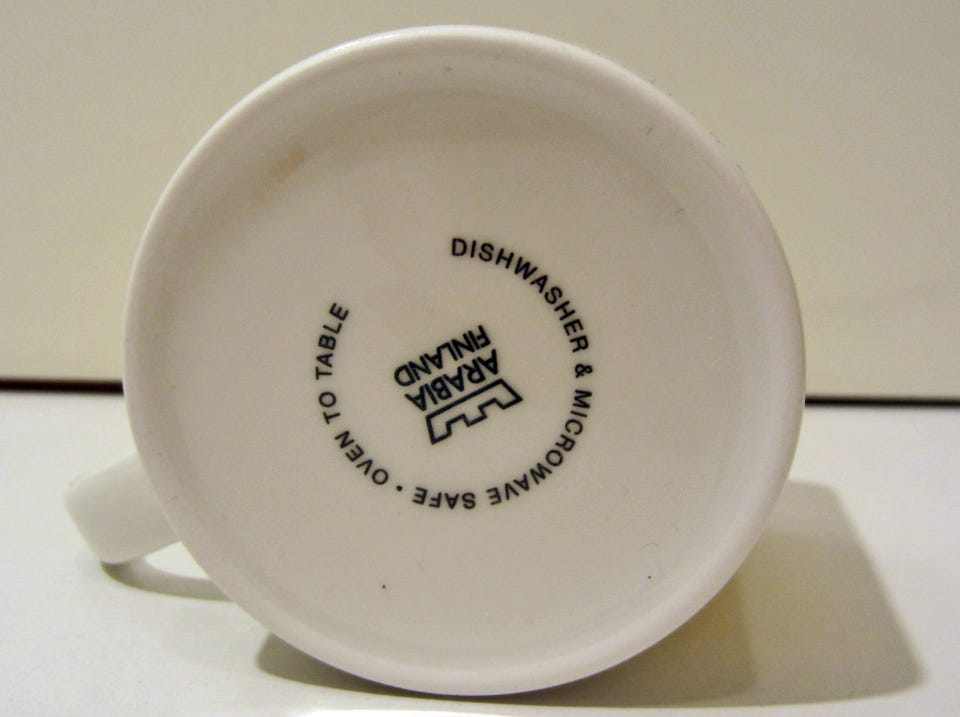 DISHWASHER & MICROWAVE SAFE • OVEN TO TABLE
ARABIA
FINLAND